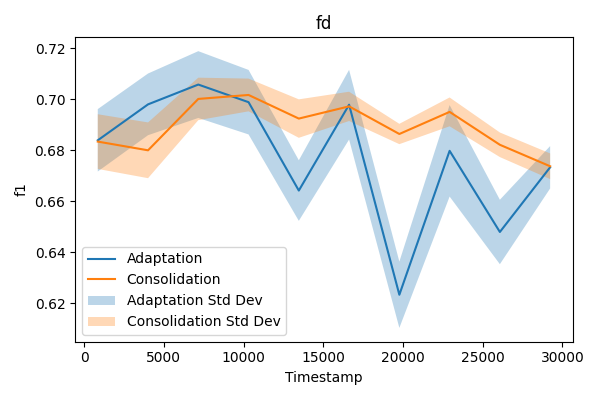 fd
f1
0.72
0.70
0.68
0.66
0.64
0.62
Adaptation
Consolidation
Adaptation Std Dev
Consolidation Std Dev
0
5000
10000
15000
20000
25000
30000
Timestamp